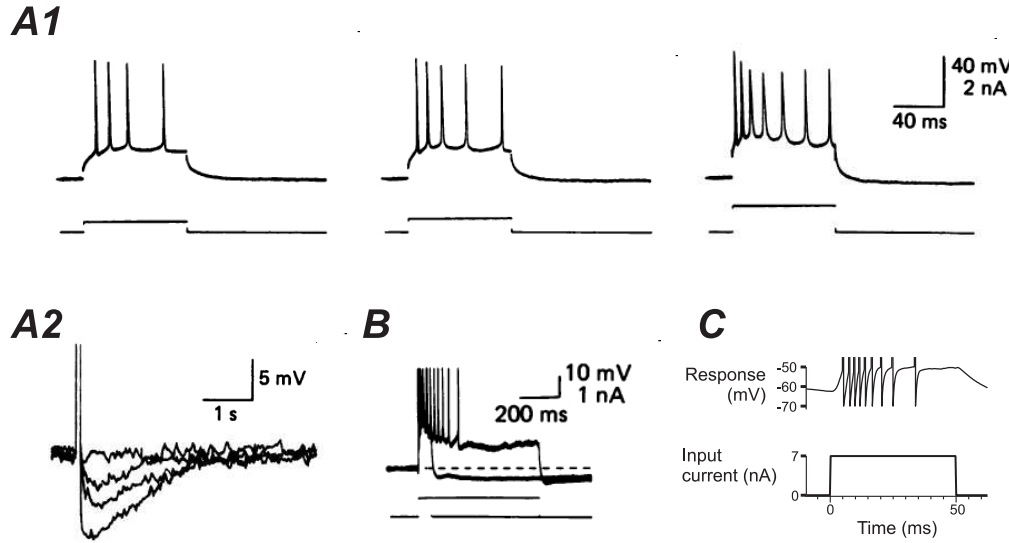 A1
40 mV
2 nA
40 ms
A2
5 mV
1 s
B
10 mV
1 nA
200 ms
C
Response
(mV)
-50
-60
-70
Input
current (nA)
7
0
0
50
Time (ms)